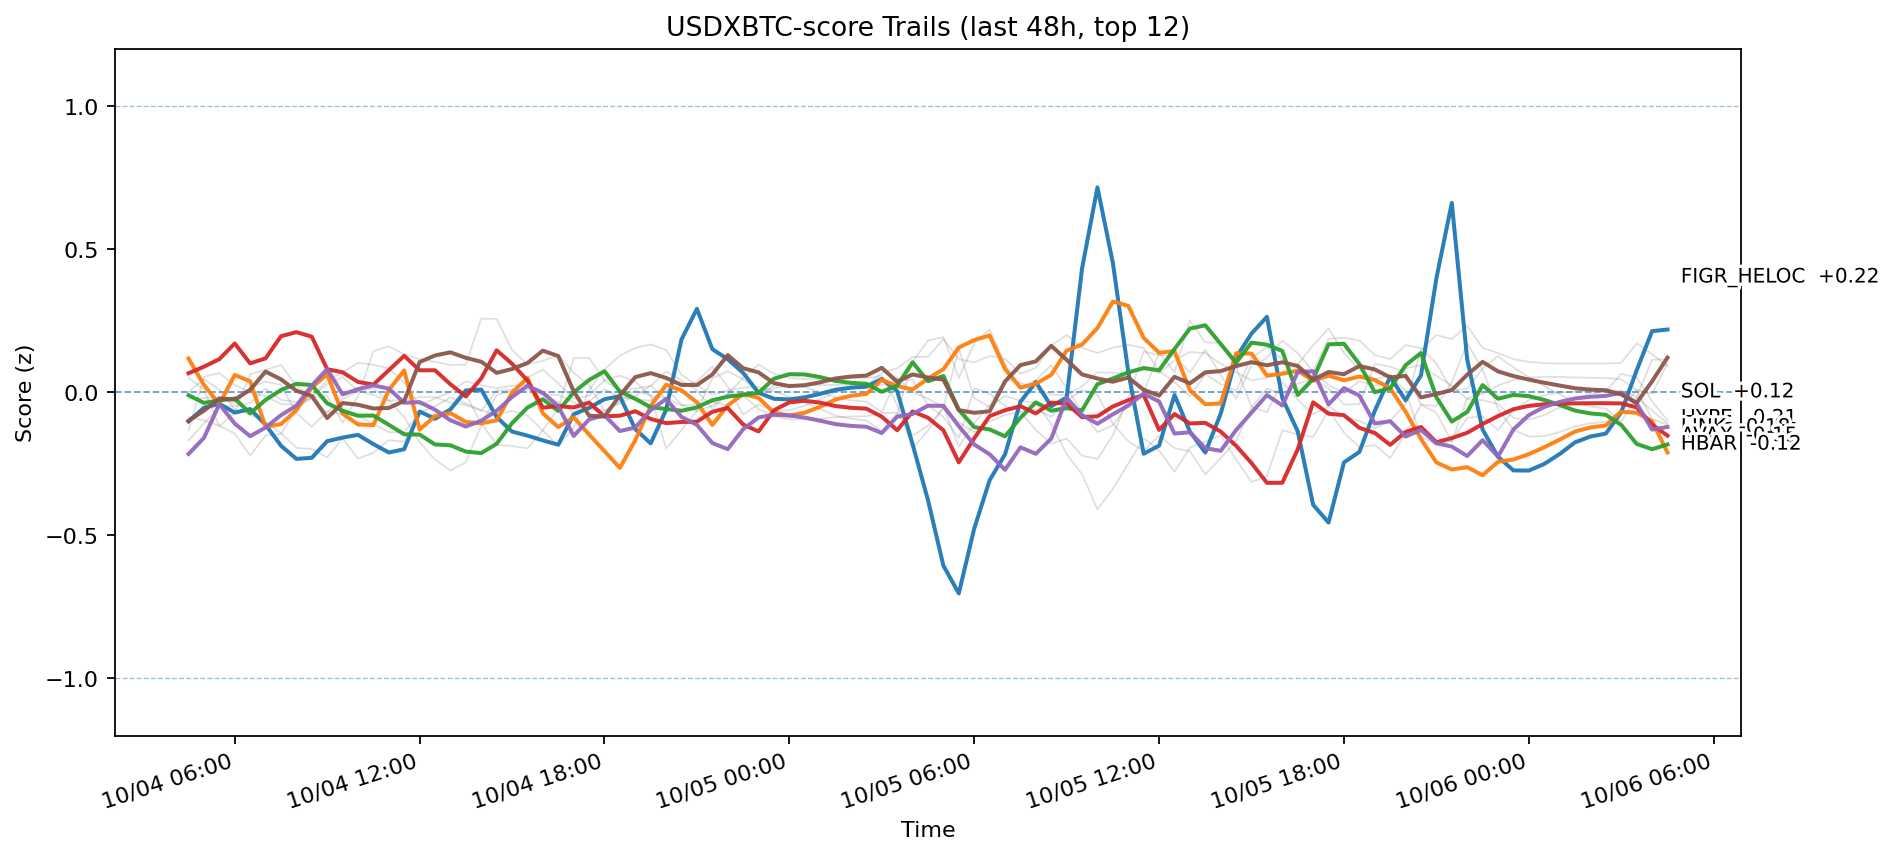 USDXBTC-score Trails (last 48h, top 12)
Score (z)
1.0
0.5
0.0
−0.5
−1.0
FIGR_HELOC +0.22
SOL +0.12
HYPE -0.21
HBAR -0.12
10/04 06:00
10/04 12:00
10/04 18:00
10/05 00:00
10/05 06:00
10/05 12:00
10/05 18:00
10/06 00:00
10/06 06:00
Time